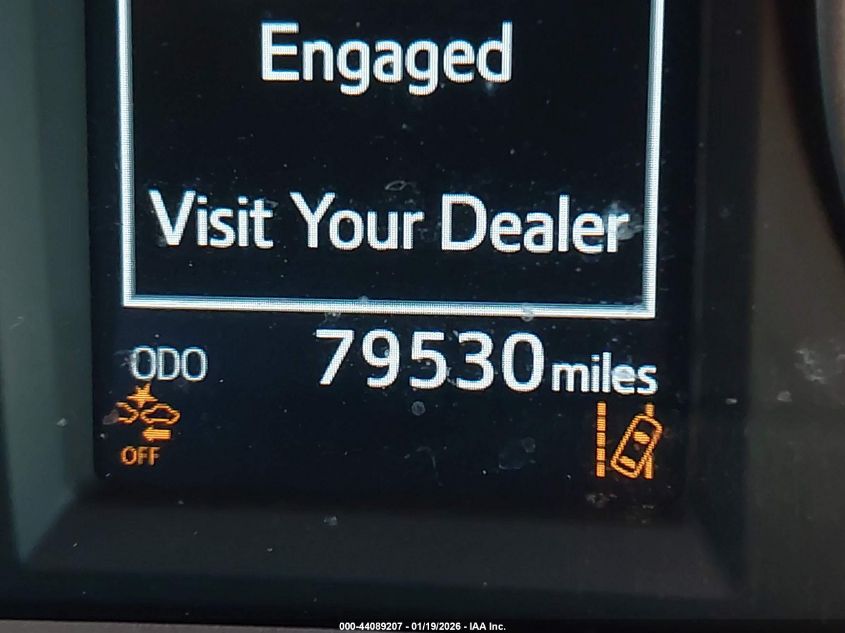 Engaged
Visit Your Dealer
ODO 79530 miles
OFF
000-44089207 - 01/19/2026 - IAA Inc.